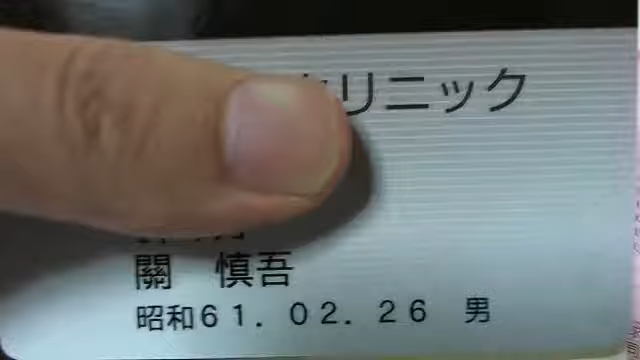 クリニック
關 慎吾
昭和61.02.26 男